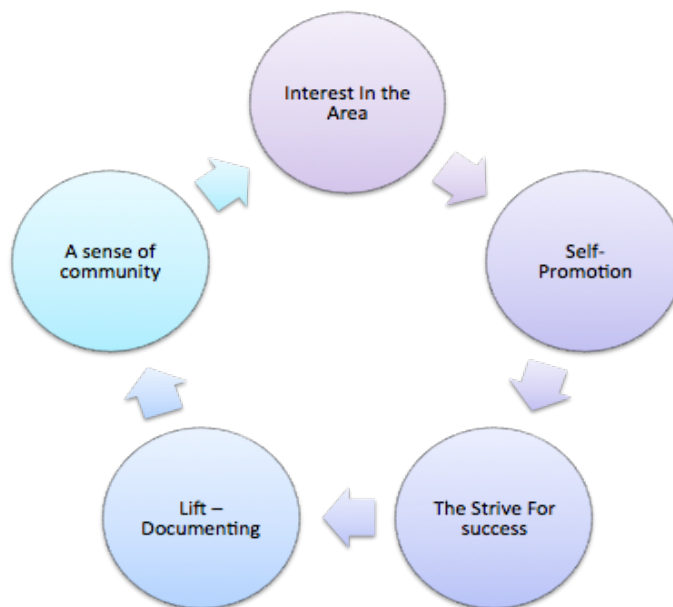 Interest In the
Area
Self-
Promotion
The Strive For
success
Lift –
Documenting
A sense of
community